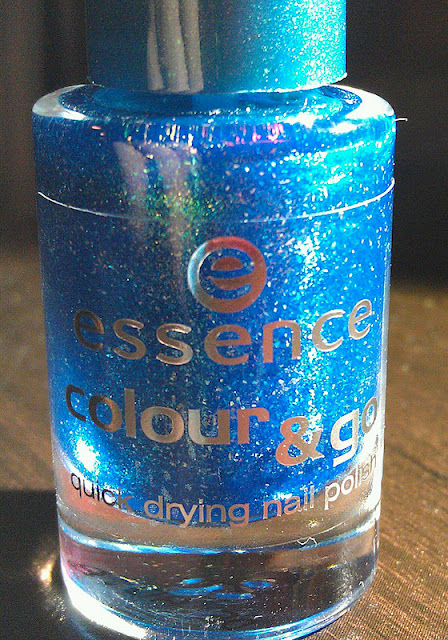 e
essence
colour & go
quick drying nail polish